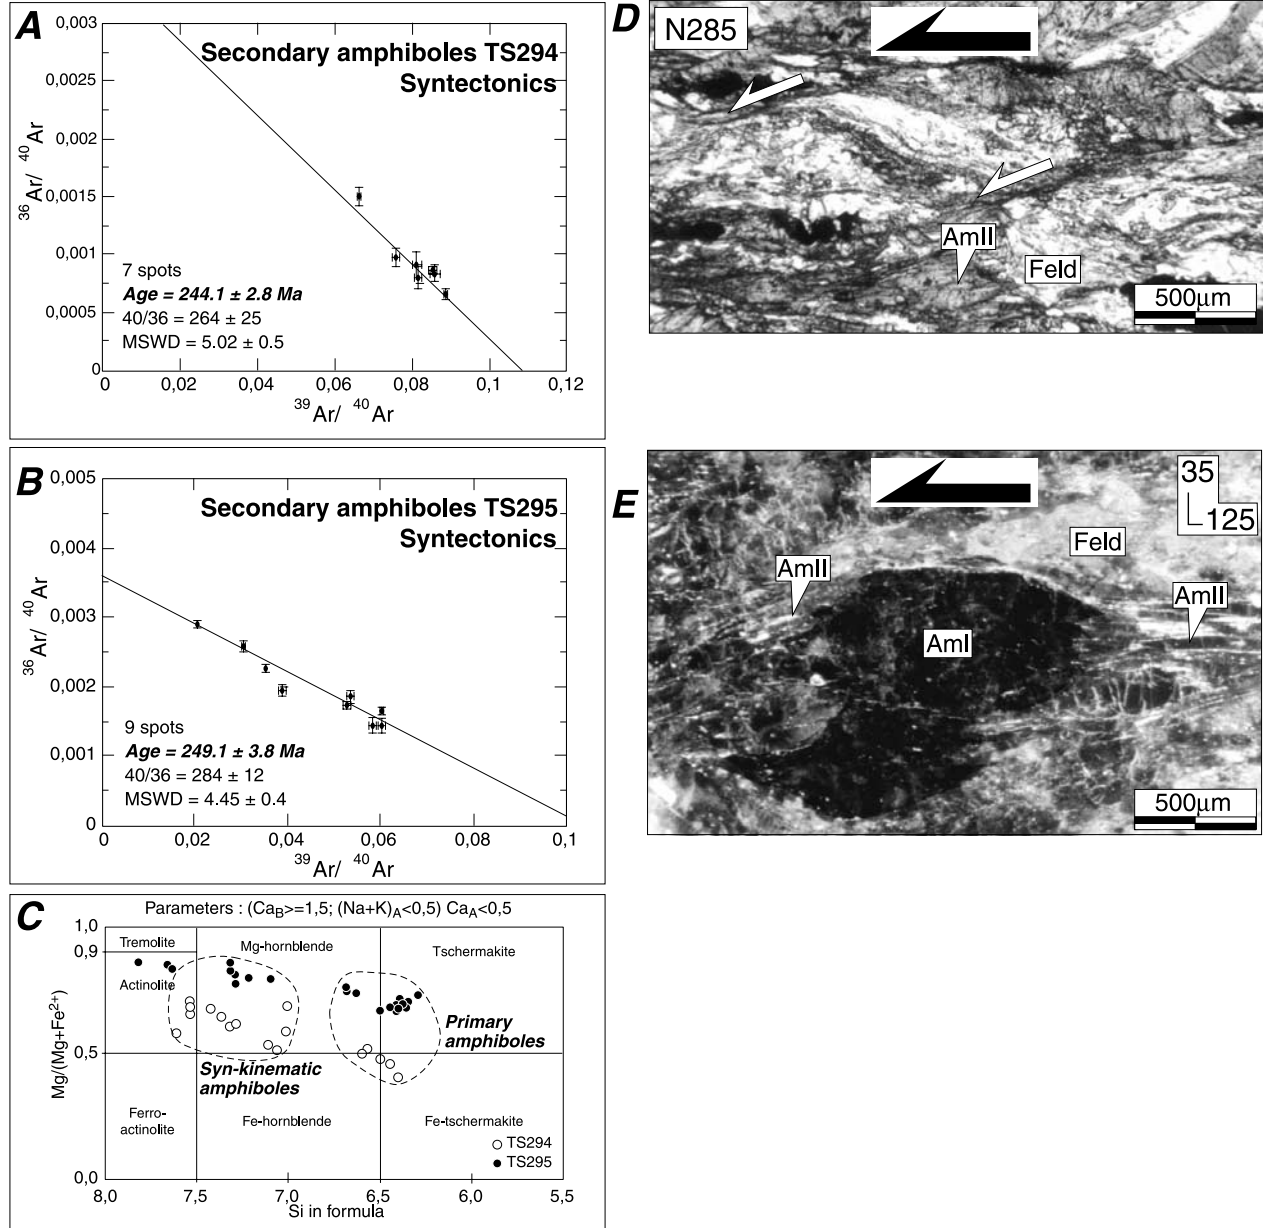 A
0,003
0,0025
0,002
0,0015
0,001
0,0005
0
36Ar/ 40Ar
Secondary amphiboles TS294
Syntectonics
7 spots
Age = 244.1 ± 2.8 Ma
40/36 = 264 ± 25
MSWD = 5.02 ± 0.5
0 0,02 0,04 0,06 0,08 0,1 0,12
39Ar/ 40Ar
B
0,005
0,004
0,003
0,002
0,001
0
36Ar/ 40Ar
Secondary amphiboles TS295
Syntectonics
9 spots
Age = 249.1 ± 3.8 Ma
40/36 = 284 ± 12
MSWD = 4.45 ± 0.4
0 0,02 0,04 0,06 0,08 0,1
39Ar/ 40Ar
C
Parameters : (CaB>=1,5; (Na+K)A<0,5) CaA<0,5
1,0
0,9
0,5
0,0
Mg/(Mg+Fe2+)
Tremolite
Mg-hornblende
Tschermakite
Actinolite
Primary
amphiboles
Syn-kinematic
amphiboles
Ferro-
actinolite
Fe-hornblende
Fe-tschermakite
TS294
TS295
8,0 7,5 7,0 6,5 6,0 5,5
Si in formula
D
N285
AmII
Feld
500μm
E
35
125
Feld
AmII
AmII
AmI
500μm